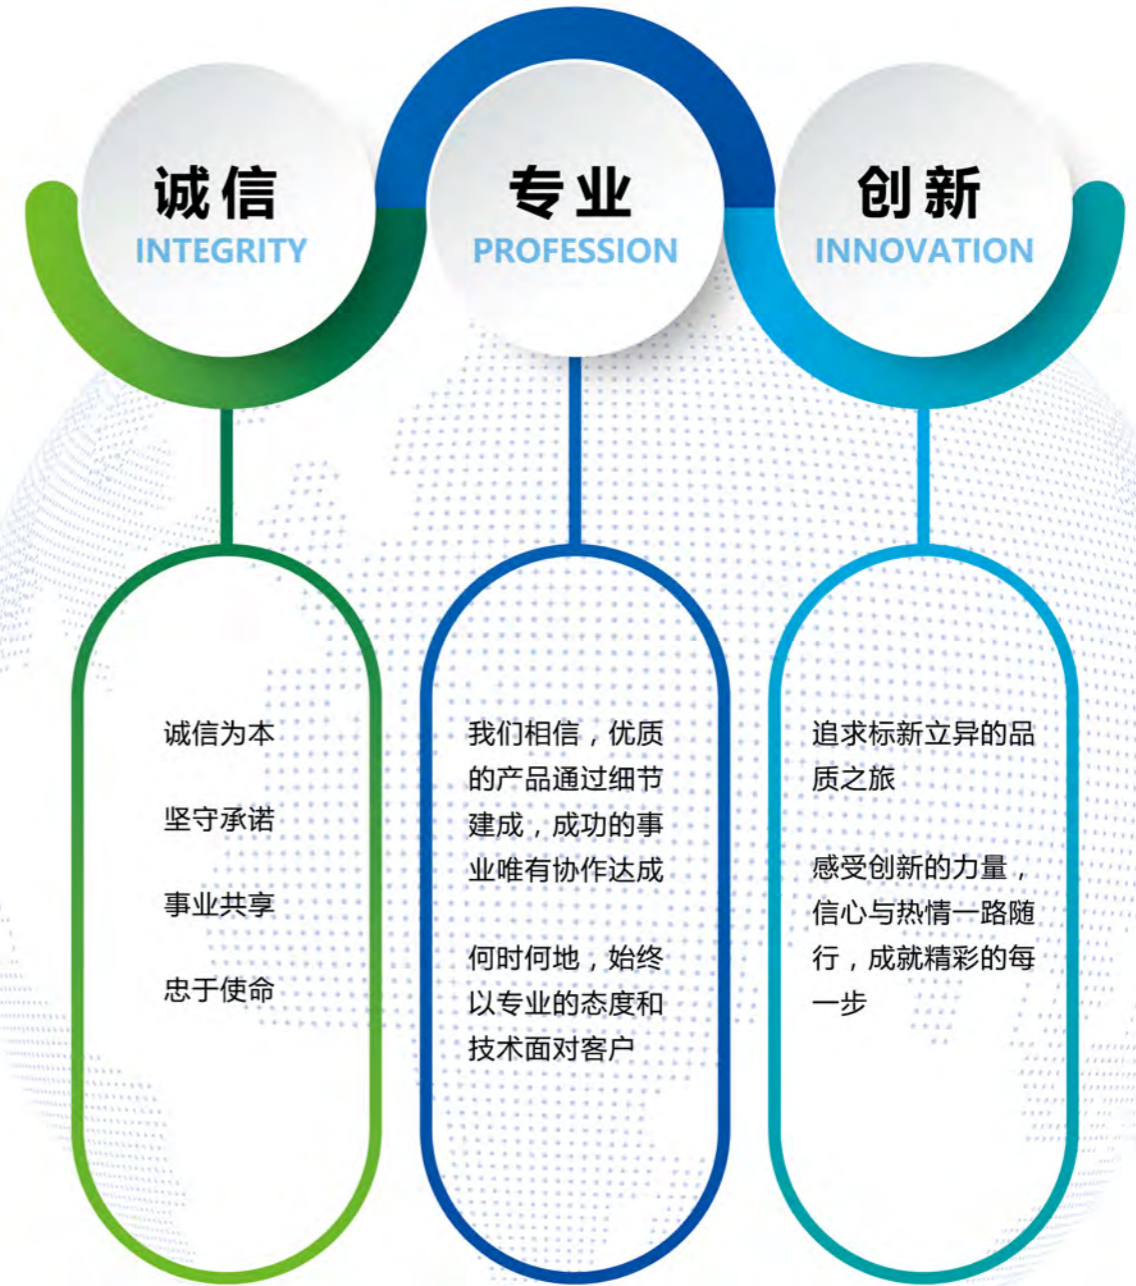 诚信
INTEGRITY
专业
PROFESSION
创新
INNOVATION
诚信为本
坚守承诺
事业共享
忠于使命
我们相信，优质
的产品通过细节
建成，成功的事
业唯有协作达成
何时何地，始终
以专业的态度和
技术面对客户
追求标新立异的品
质之旅
感受创新的力量，
信心与热情一路随
行，成就精彩的每
一步